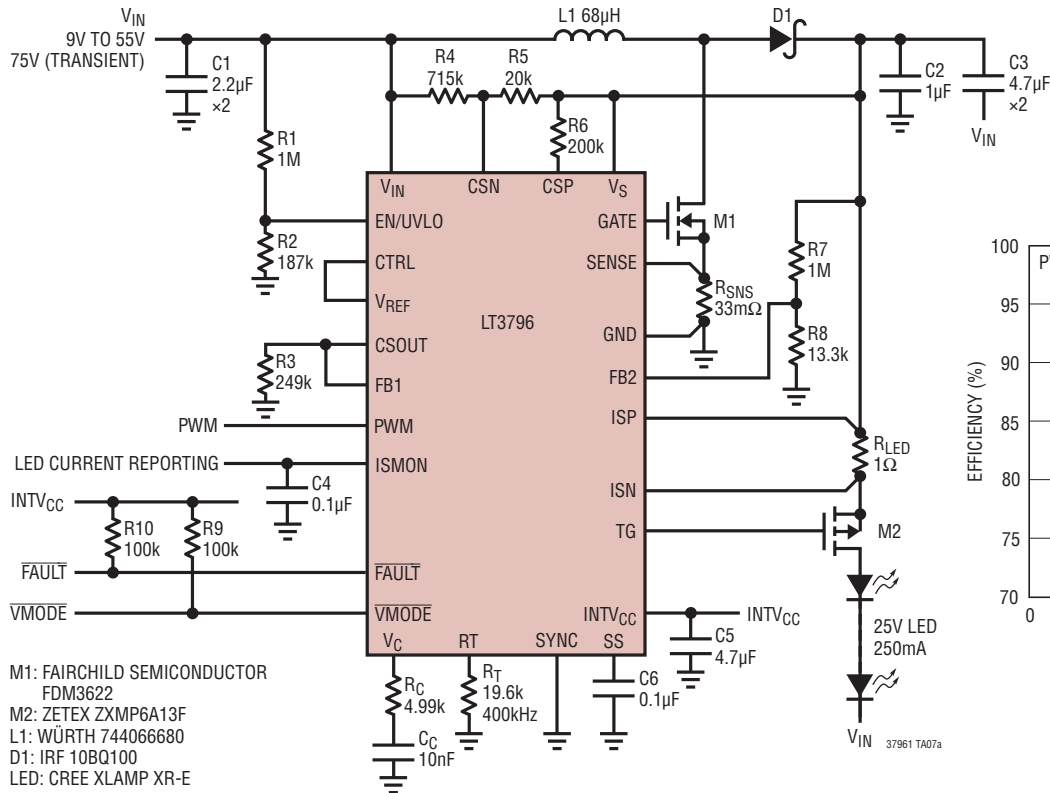 VIN
9V TO 55V
75V (TRANSIENT)
C1
2.2µF
×2
L1 68µH
D1
C2
1µF
C3
4.7µF
×2
VIN
R4
715k
R5
20k
R6
200k
R1
1M
R2
187k
VIN
CSN
CSP
VS
EN/UVLO
CTRL
VREF
CSOUT
FB1
PWM
ISMON
FAULT
VMODE
VC
RT
SYNC
SS
LT3796
GATE
SENSE
GND
FB2
ISP
ISN
TG
INTVCC
M1
RSNS
33mΩ
R7
1M
R8
13.3k
RLED
1Ω
M2
25V LED
250mA
VIN
37961 TA07a
R3
249k
PWM
LED CURRENT REPORTING
C4
0.1µF
INTVCC
R10
100k
R9
100k
FAULT
VMODE
INTVCC
C5
4.7µF
C6
0.1µF
RC
4.99k
CC
10nF
RT
19.6k
400kHz
M1: FAIRCHILD SEMICONDUCTOR
FDM3622
M2: ZETEX ZXMP6A13F
L1: WÜRTH 744066680
D1: IRF 10BQ100
LED: CREE XLAMP XR-E
EFFICIENCY (%)
100
95
90
85
80
75
70
0